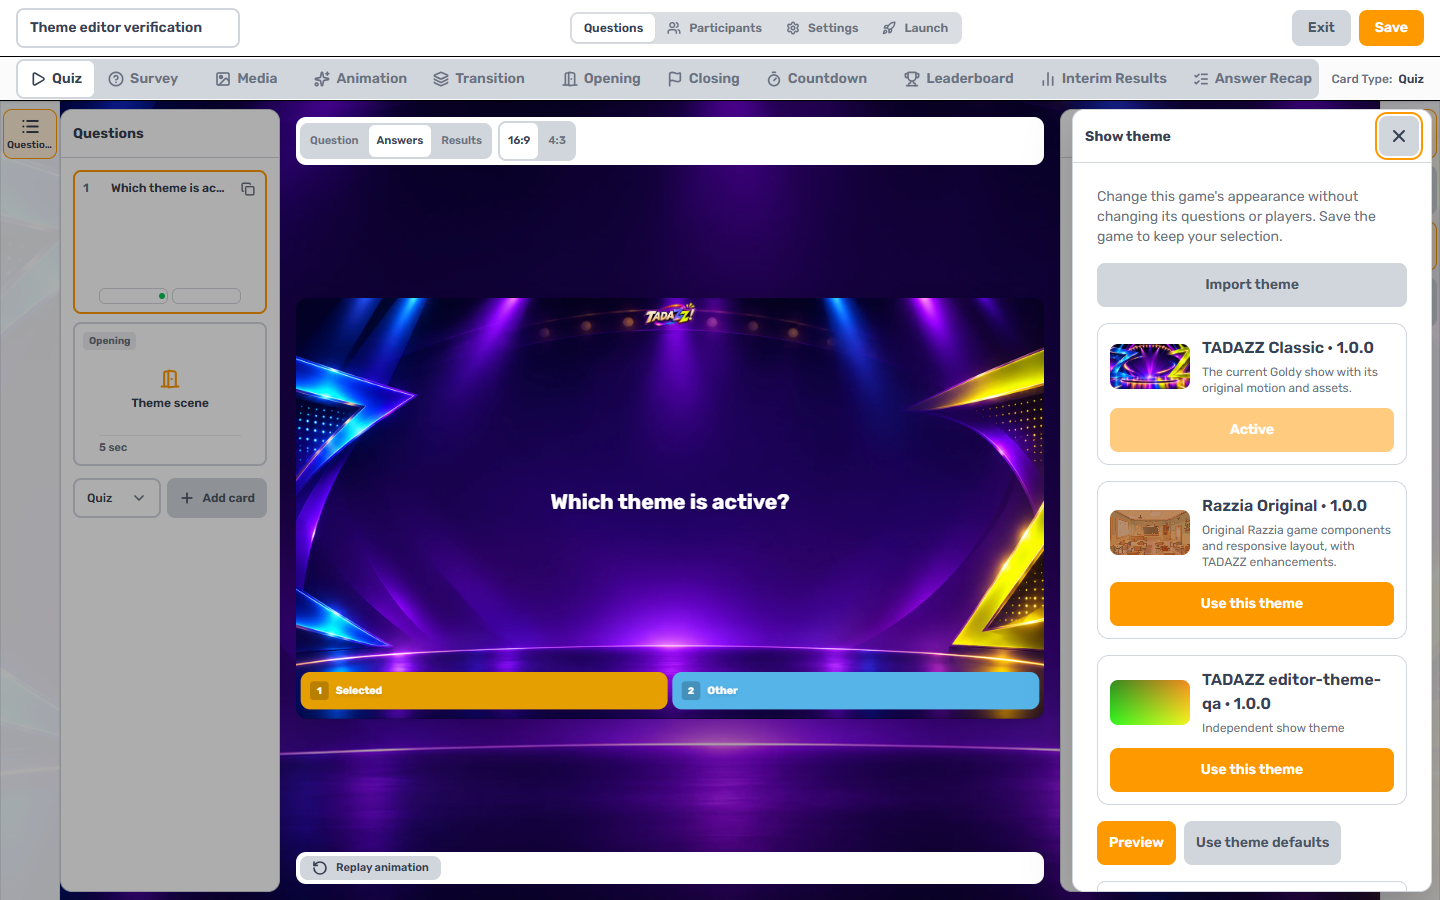 Theme editor verification
Questions
Participants
Settings
Launch
Exit
Save
Quiz
Survey
Media
Animation
Transition
Opening
Closing
Countdown
Leaderboard
Interim Results
Answer Recap
Card Type: Quiz
Questio...
Questions
1 Which theme is ac...
Opening
Theme scene
5 sec
Quiz
Add card
Question
Answers
Results
16:9
4:3
TADAZZ!
Which theme is active?
1 Selected
2 Other
Replay animation
Show theme
Change this game's appearance without
changing its questions or players. Save the
game to keep your selection.
Import theme
TADAZZ Classic • 1.0.0
The current Goldy show with its
original motion and assets.
Active
Razzia Original • 1.0.0
Original Razzia game components
and responsive layout, with
TADAZZ enhancements.
Use this theme
TADAZZ editor-theme-
qa • 1.0.0
Independent show theme
Use this theme
Preview
Use theme defaults